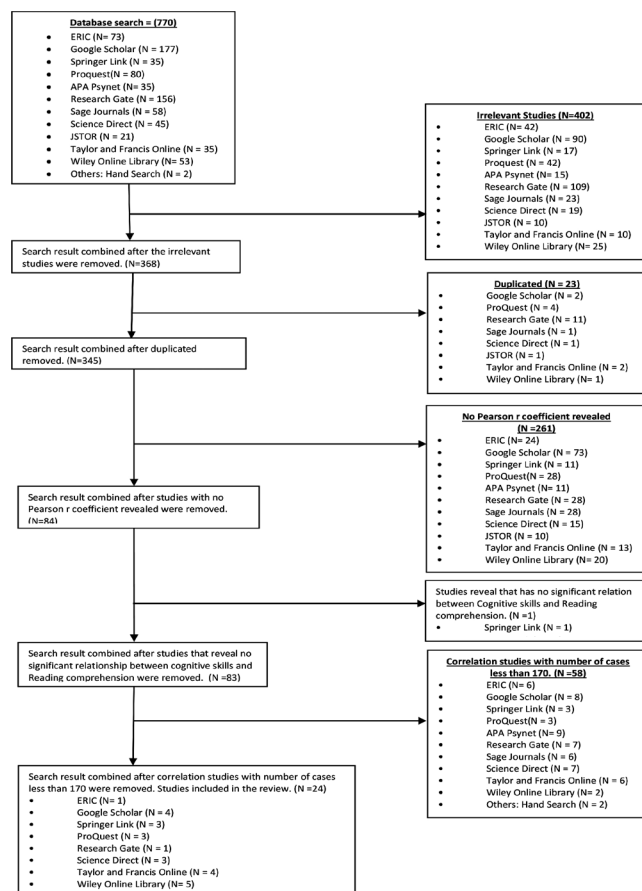 Database search = (770)
• ERIC (N= 73)
• Google Scholar (N = 177)
• Springer Link (N = 35)
• Proquest(N = 80)
• APA Psynet (N = 35)
• Research Gate (N = 156)
• Sage Journals (N = 58)
• Science Direct (N = 45)
• JSTOR (N = 21)
• Taylor and Francis Online (N = 35)
• Wiley Online Library (N = 53)
• Others: Hand Search (N = 2)
Irrelevant Studies (N=402)
• ERIC (N= 42)
• Google Scholar (N = 90)
• Springer Link (N = 17)
• Proquest (N = 42)
• APA Psynet (N = 15)
• Research Gate (N = 109)
• Sage Journals (N = 23)
• Science Direct (N = 19)
• JSTOR (N = 10)
• Taylor and Francis Online (N = 10)
• Wiley Online Library (N = 25)
Search result combined after the irrelevant
studies were removed. (N=368)
Duplicated (N = 23)
• Google Scholar (N = 2)
• ProQuest (N = 4)
• Research Gate (N = 11)
• Sage Journals (N = 1)
• Science Direct (N = 1)
• JSTOR (N = 1)
• Taylor and Francis Online (N = 2)
• Wiley Online Library (N= 1)
Search result combined after duplicated
removed. (N=345)
No Pearson r coefficient revealed
(N =261)
• ERIC (N= 24)
• Google Scholar (N = 73)
• Springer Link (N = 11)
• ProQuest(N = 28)
• APA Psynet (N = 11)
• Research Gate (N = 28)
• Sage Journals (N = 28)
• Science Direct (N = 15)
• JSTOR (N = 10)
• Taylor and Francis Online (N = 13)
• Wiley Online Library (N = 20)
Search result combined after studies with no
Pearson r coefficient revealed were removed.
(N=84)
Studies reveal that has no significant relation
between Cognitive skills and Reading
comprehension. (N =1)
• Springer Link (N = 1)
Search result combined after studies that reveal no
significant relationship between cognitive skills and
Reading comprehension were removed. (N =83)
Correlation studies with number of cases
less than 170. (N =58)
• ERIC (N= 6)
• Google Scholar (N = 8)
• Springer Link (N = 3)
• ProQuest(N = 3)
• APA Psynet (N= 9)
• Research Gate (N = 7)
• Sage Journals (N = 6)
• Science Direct (N = 7)
• Taylor and Francis Online (N = 6)
• Wiley Online Library (N= 2)
• Others: Hand Search (N = 2)
Search result combined after correlation studies with number of cases
less than 170 were removed. Studies included in the review. (N =24)
• ERIC (N= 1)
• Google Scholar (N = 4)
• Springer Link (N = 3)
• ProQuest (N = 3)
• Research Gate (N = 1)
• Science Direct (N = 3)
• Taylor and Francis Online (N = 4)
• Wiley Online Library (N= 5)